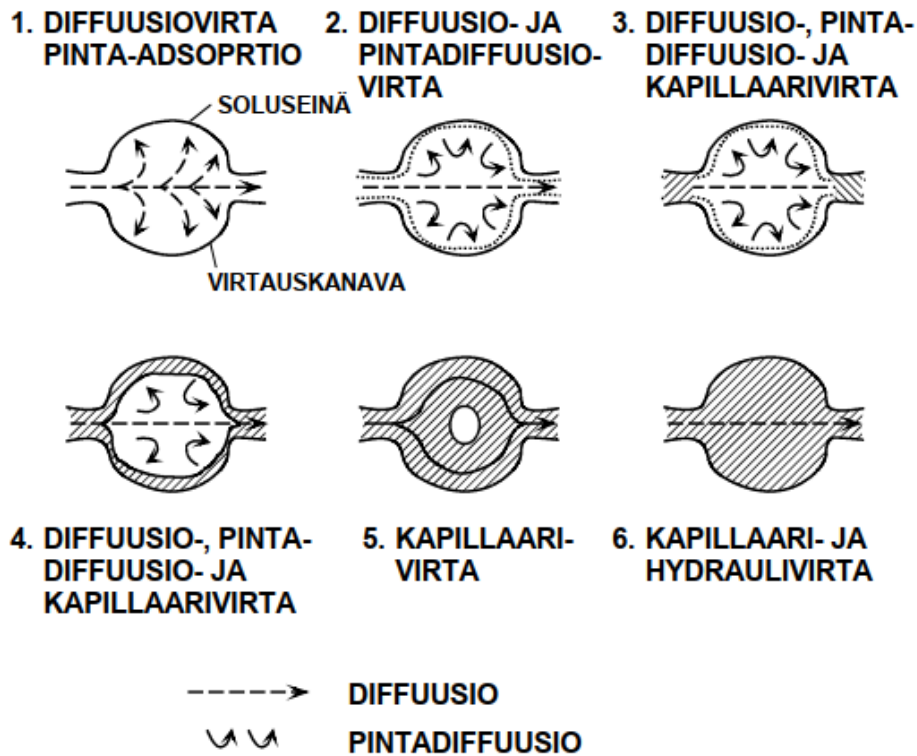 1. DIFFUUSIOVIRTA
PINTA-ADSOPRTIO
2. DIFFUUSIO- JA
PINTADIFFUUSIO-
VIRTA
3. DIFFUUSIO-, PINTA-
DIFFUUSIO- JA
KAPILLAARIVIRTA
SOLUSEINÄ
VIRTAUSKANAVA
4. DIFFUUSIO-, PINTA-
DIFFUUSIO- JA
KAPILLAARIVIRTA
5. KAPILLAARI-
VIRTA
6. KAPILLAARI- JA
HYDRAULIVIRTA
DIFFUUSIO
PINTADIFFUUSIO